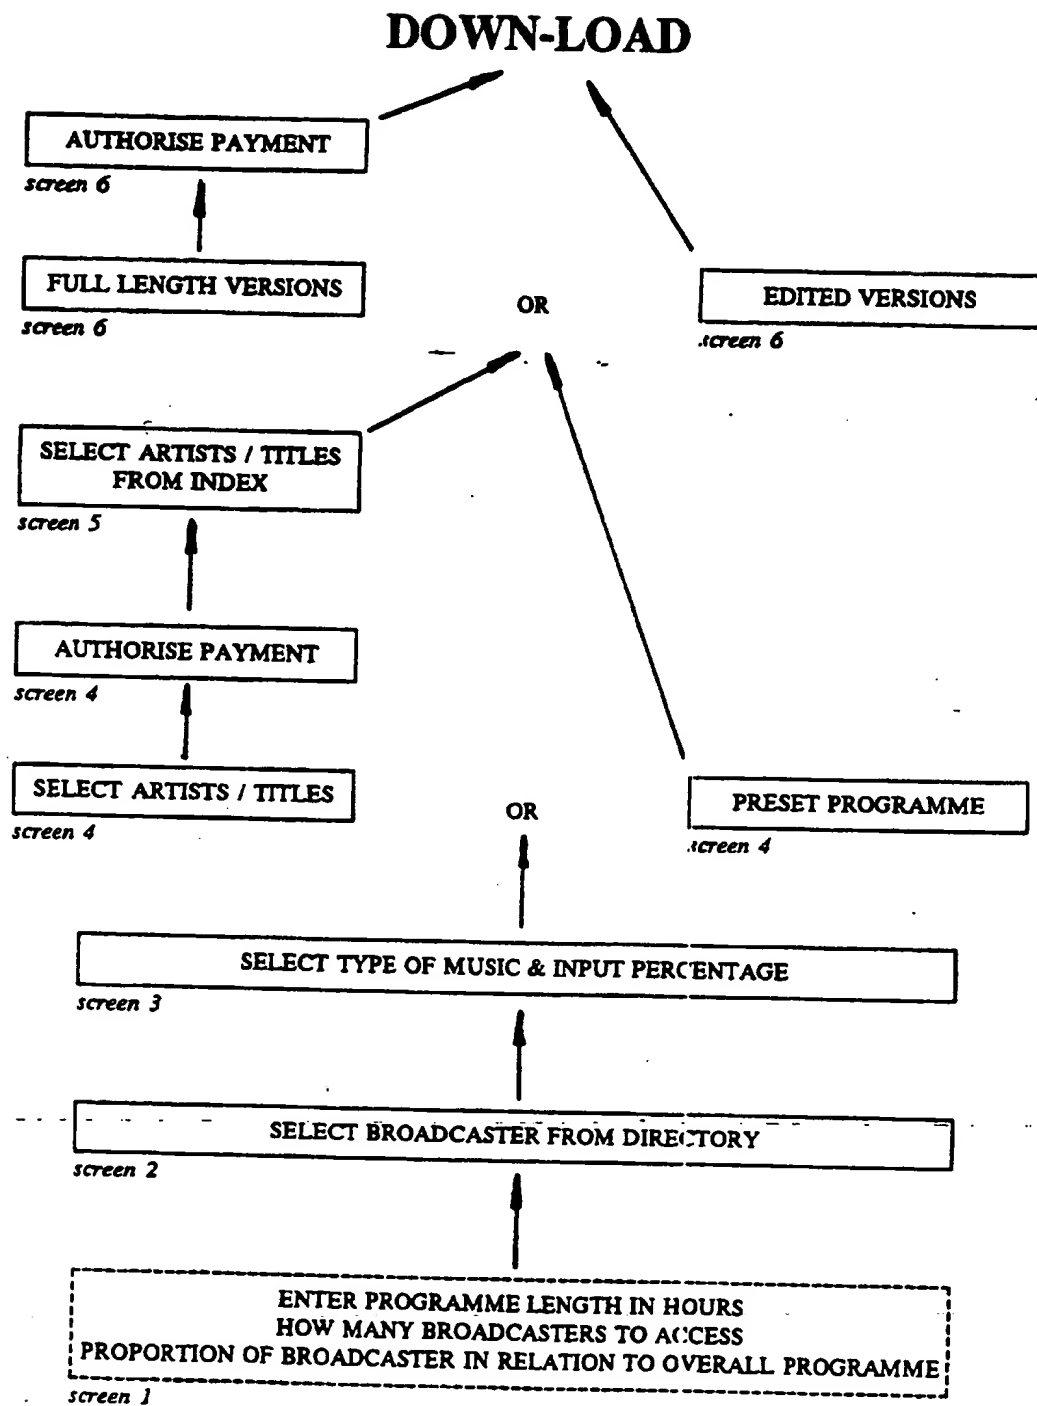 DOWN-LOAD
AUTHORISE PAYMENT
screen 6
FULL LENGTH VERSIONS
screen 6
OR
EDITED VERSIONS
screen 6
SELECT ARTISTS / TITLES
FROM INDEX
screen 5
AUTHORISE PAYMENT
screen 4
SELECT ARTISTS / TITLES
screen 4
OR
PRESET PROGRAMME
screen 4
SELECT TYPE OF MUSIC & INPUT PERCENTAGE
screen 3
SELECT BROADCASTER FROM DIRECTORY
screen 2
ENTER PROGRAMME LENGTH IN HOURS
HOW MANY BROADCASTERS TO ACCESS
PROPORTION OF BROADCASTER IN RELATION TO OVERALL PROGRAMME
screen 1